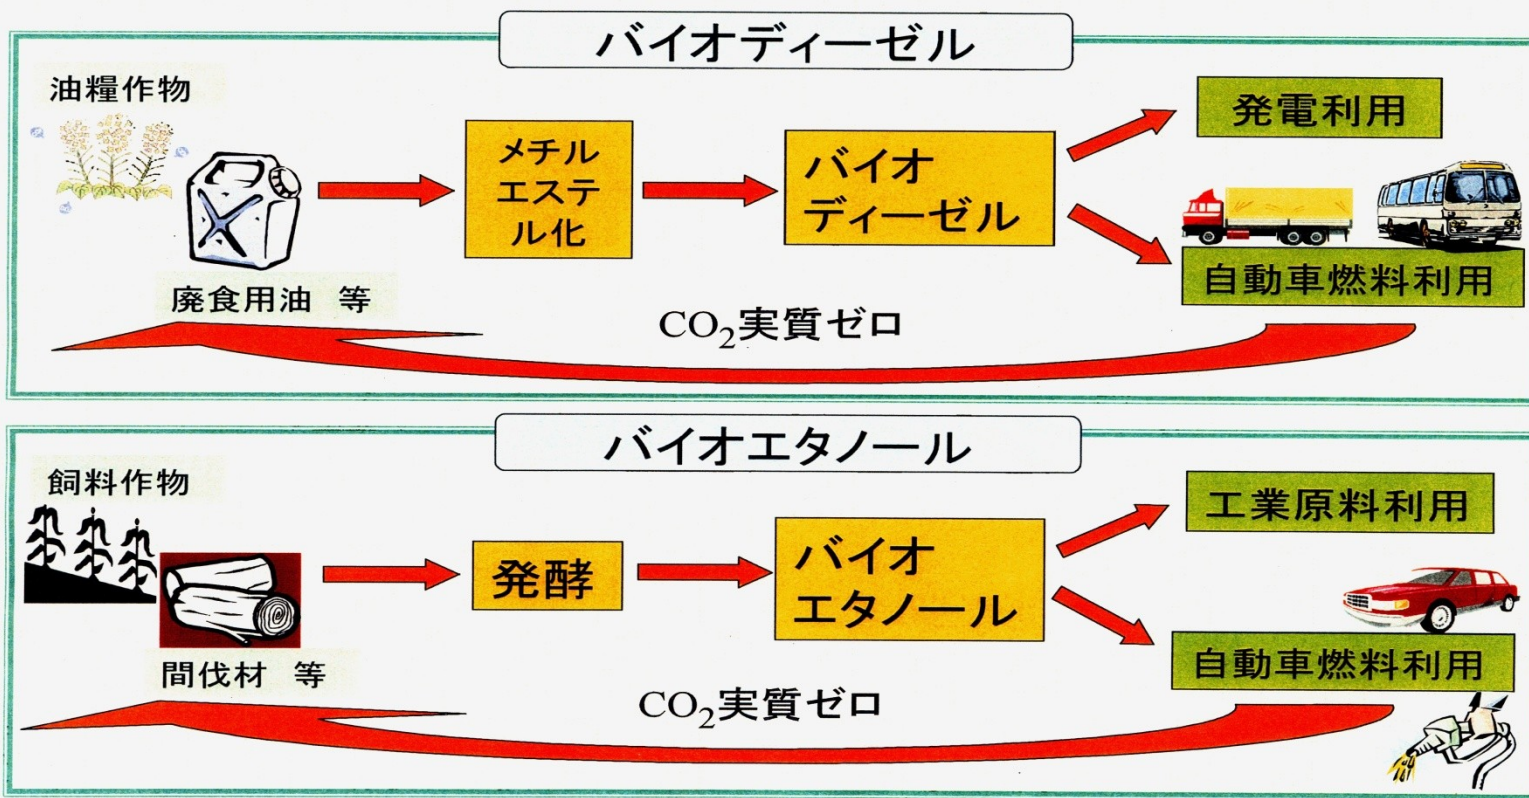 バイオディーゼル
油糧作物
廃食用油 等
メチル
エステ
ル化
バイオ
ディーゼル
発電利用
自動車燃料利用
CO₂実質ゼロ
バイオエタノール
飼料作物
間伐材 等
発酵
バイオ
エタノール
工業原料利用
自動車燃料利用
CO₂実質ゼロ